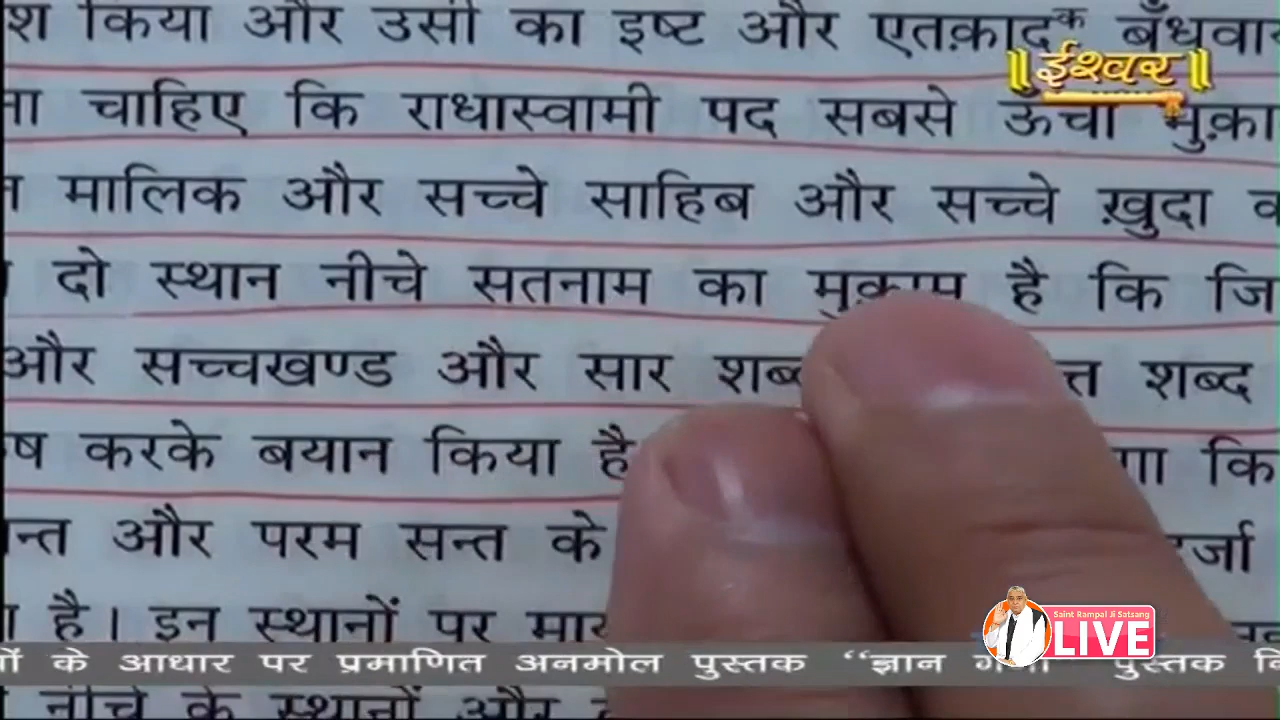 किया और उसी का इष्ट और एतक़ाद क
ईश्वर
चाहिए कि राधास्वामी पद सबसे ऊँचा
मालिक और सच्चे साहिब और सच्चे ख़ुदा
दो स्थान नीचे सतनाम का मुक़ाम है कि
और सच्चखण्ड और सार शब्द
करके बयान किया है कि
और परम सन्त के
है। इन स्थानों पर
Saint Rampal Ji Satsang
LIVE
के आधार पर प्रमाणित अनमोल पुस्तक “ज्ञान पुस्तक
नीचे के स्थानों और